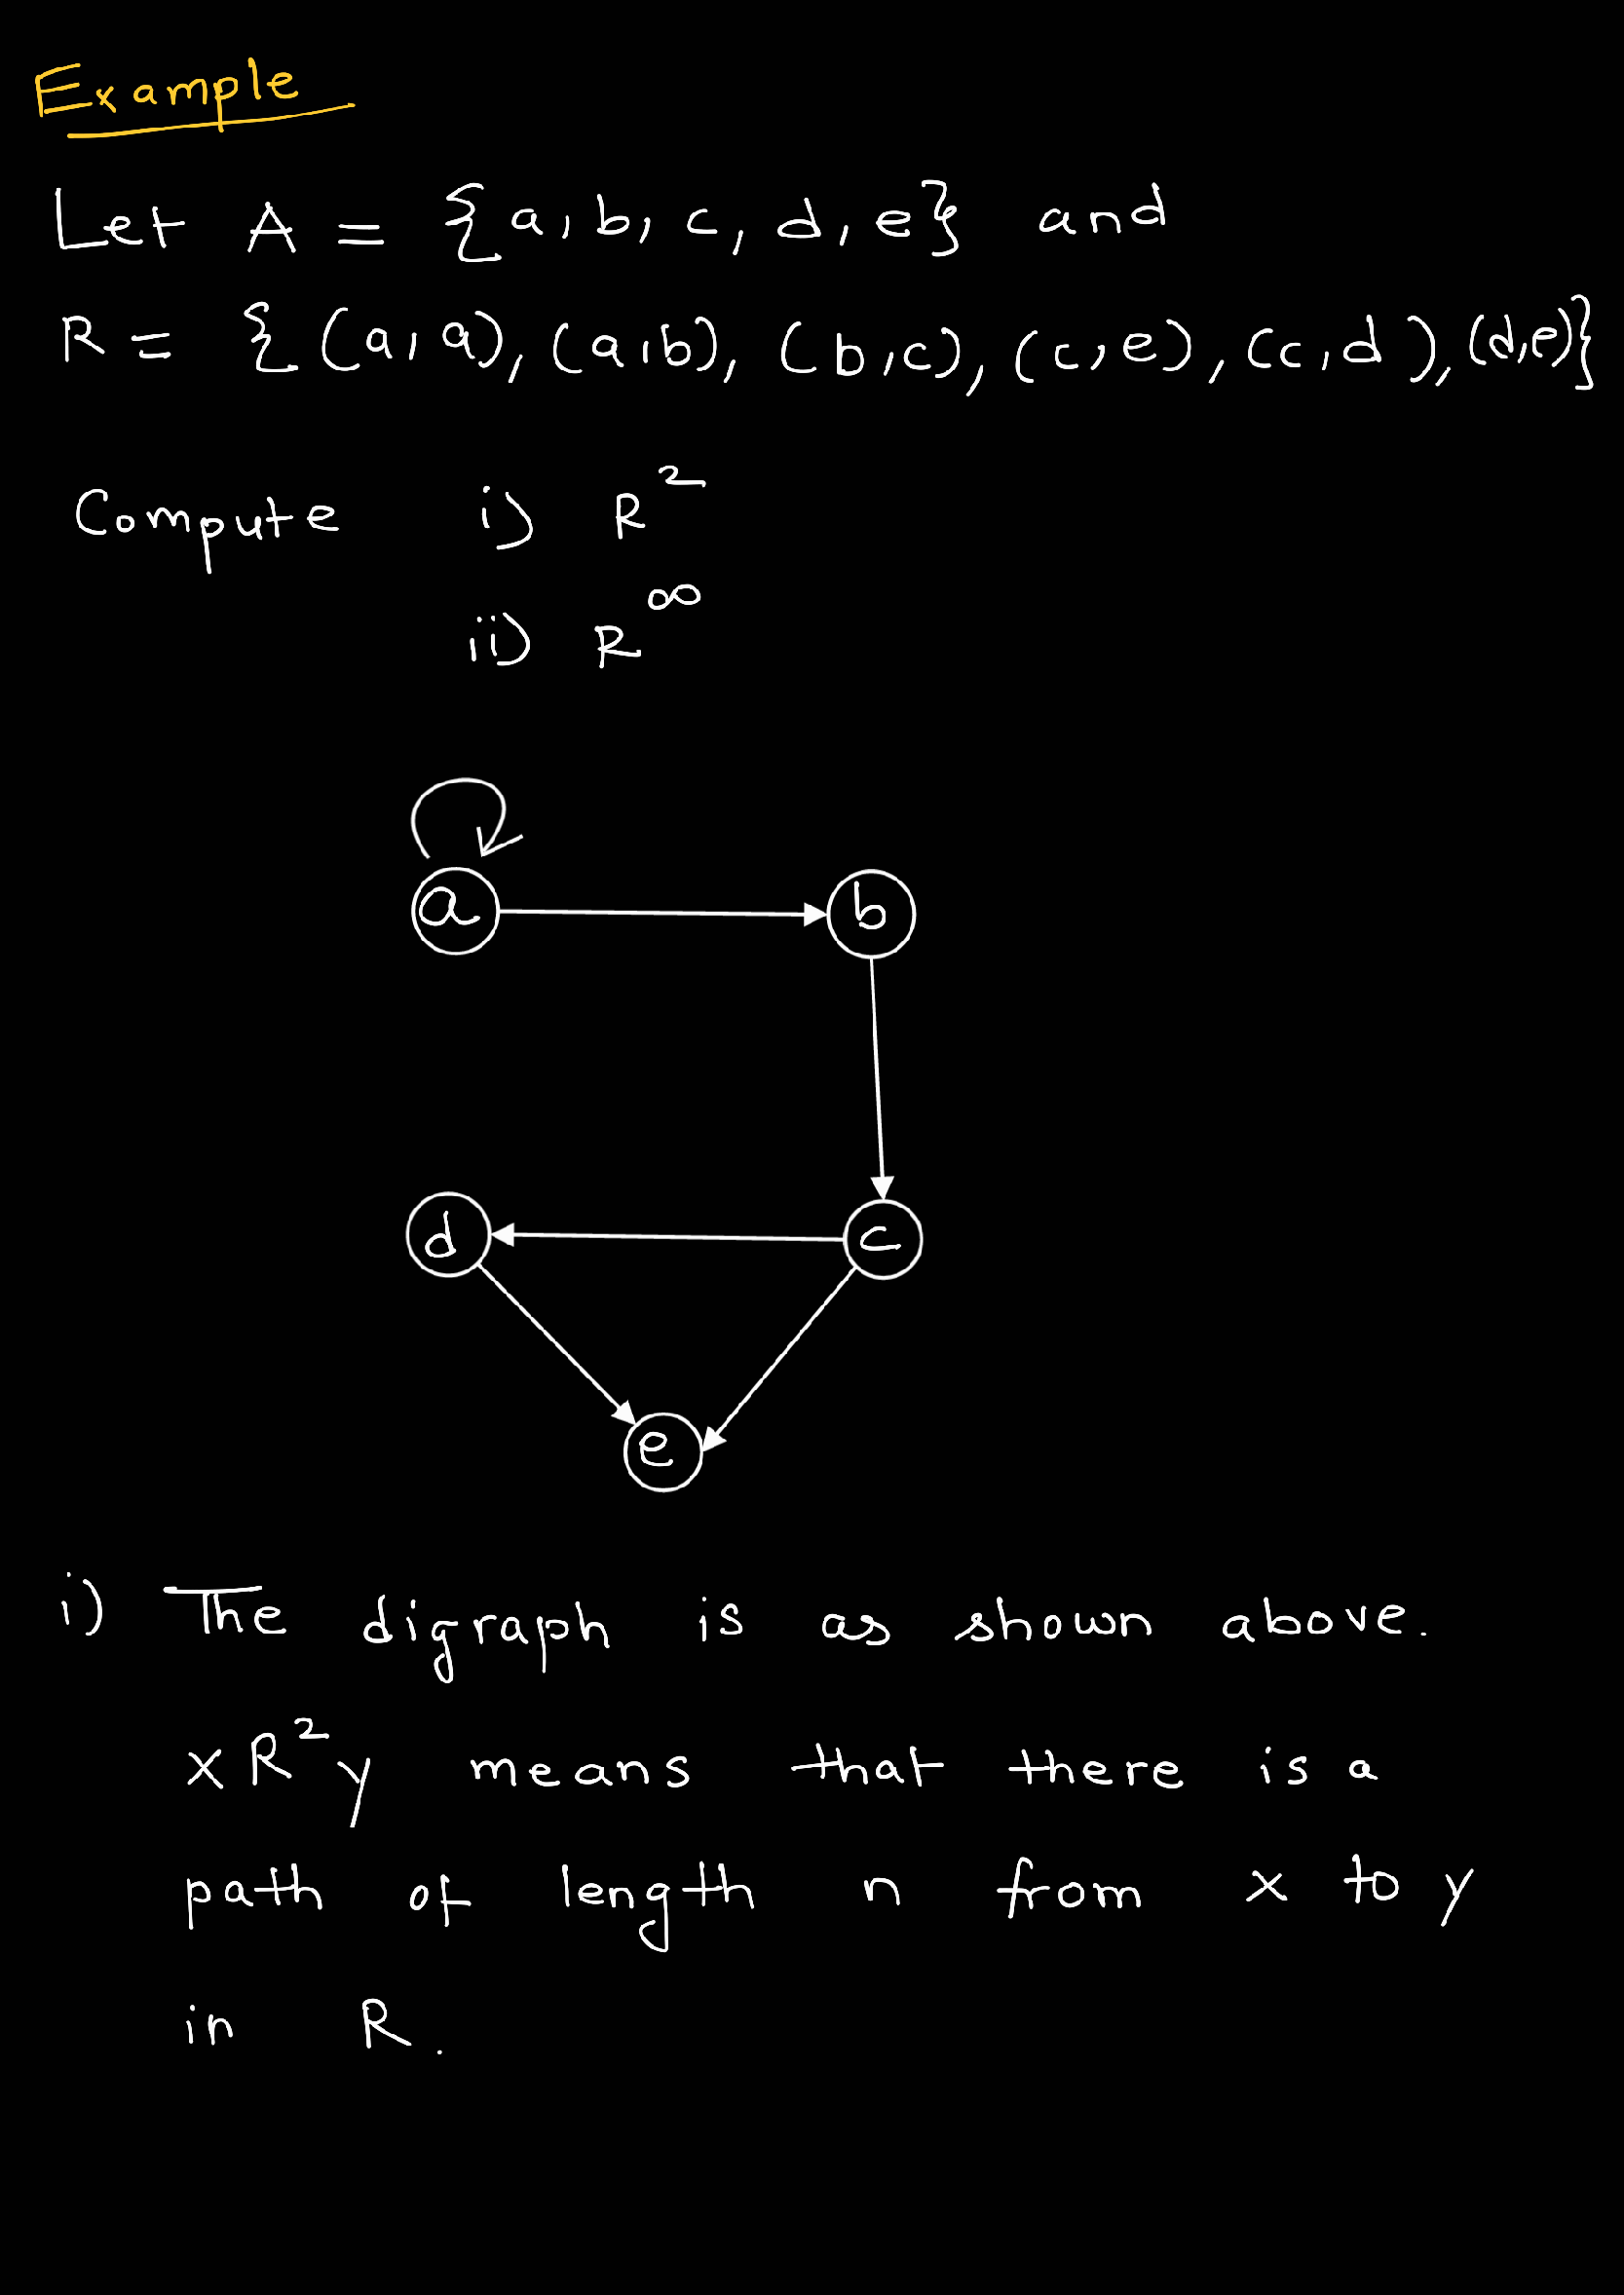 Example
Let A = {a, b, c, d, e} and
R = { (a, a), (a, b), (b, c), (c, e), (c, d), (d, e)}
Compute i) R²
ii) R^∞
a b
d c
e
i) The digraph is as shown above.
x R² y means that there is a
path of length n from x to y
in R.